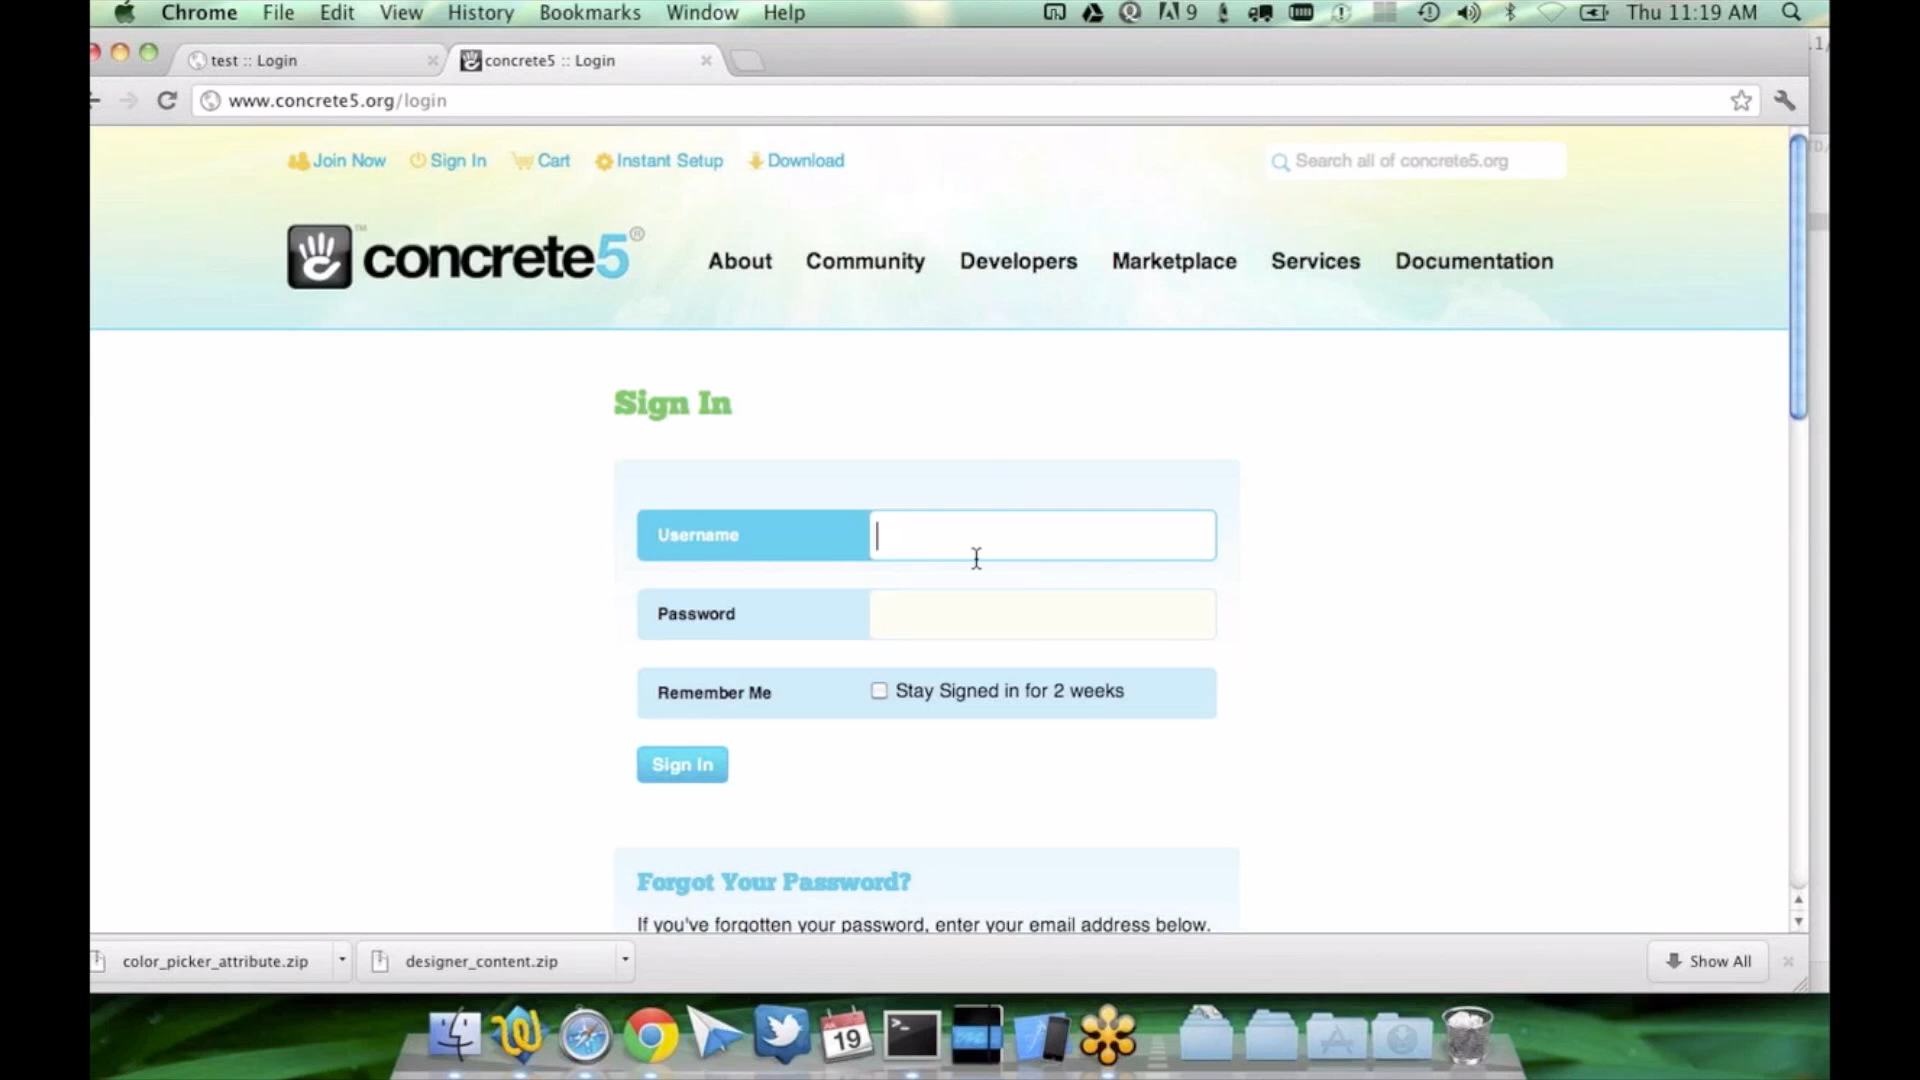 Chrome File Edit View History Bookmarks Window Help 9 Thu 11:19 AM
test :: Login concrete5 :: Login
www.concrete5.org/login
Join Now Sign In Cart Instant Setup Download Search all of concrete5.org
concrete5® About Community Developers Marketplace Services Documentation
Sign In
Username
Password
Remember Me Stay Signed in for 2 weeks
Sign In
Forgot Your Password?
If you've forgotten your password, enter your email address below.
color_picker_attribute.zip designer_content.zip Show All
19